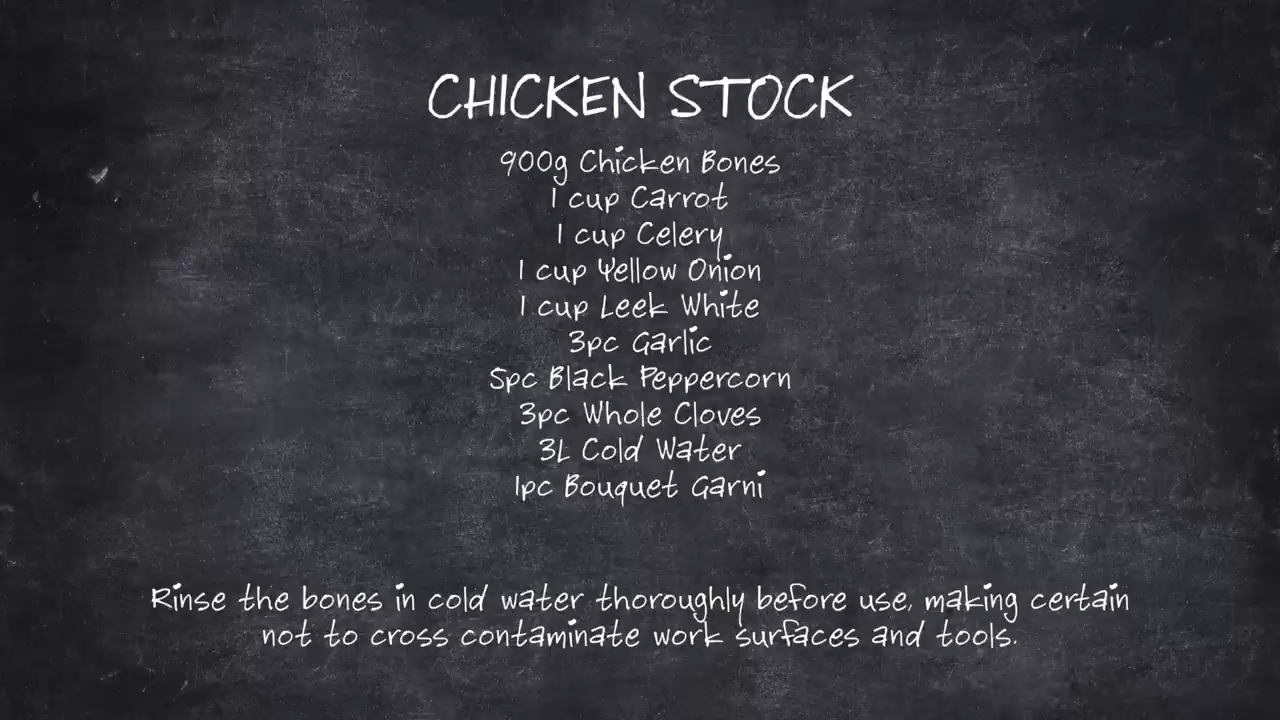 CHICKEN STOCK
900g Chicken Bones
1 cup Carrot
1 cup Celery
1 cup Yellow Onion
1 cup Leek White
3pc Garlic
5pc Black Peppercorn
3pc Whole Cloves
3L Cold Water
1pc Bouquet Garni
Rinse the bones in cold water thoroughly before use, making certain
not to cross contaminate work surfaces and tools.